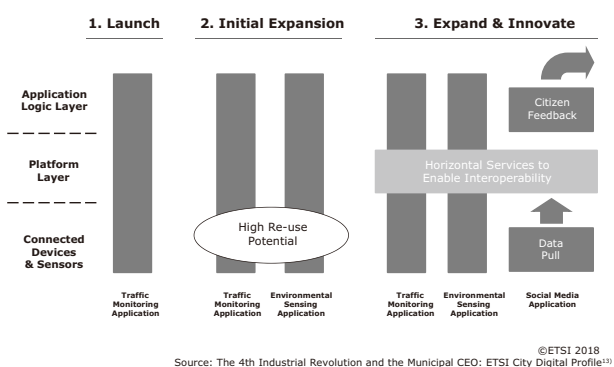 1. Launch
2. Initial Expansion
3. Expand & Innovate
Application
Logic Layer
Platform
Layer
Connected
Devices
& Sensors
High Re-use
Potential
Citizen
Feedback
Horizontal Services to
Enable Interoperability
Data
Pull
Traffic
Monitoring
Application
Traffic
Monitoring
Application
Environmental
Sensing
Application
Traffic
Monitoring
Application
Environmental
Sensing
Application
Social Media
Application
©ETSI 2018
Source: The 4th Industrial Revolution and the Municipal CEO: ETSI City Digital Profile¹³⁾